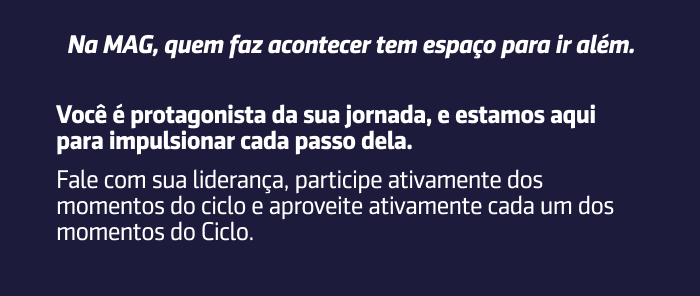 Na MAG, quem faz acontecer tem espaço para ir além.
Você é protagonista da sua jornada, e estamos aqui
para impulsionar cada passo dela.
Fale com sua liderança, participe ativamente dos
momentos do ciclo e aproveite ativamente cada um dos
momentos do Ciclo.